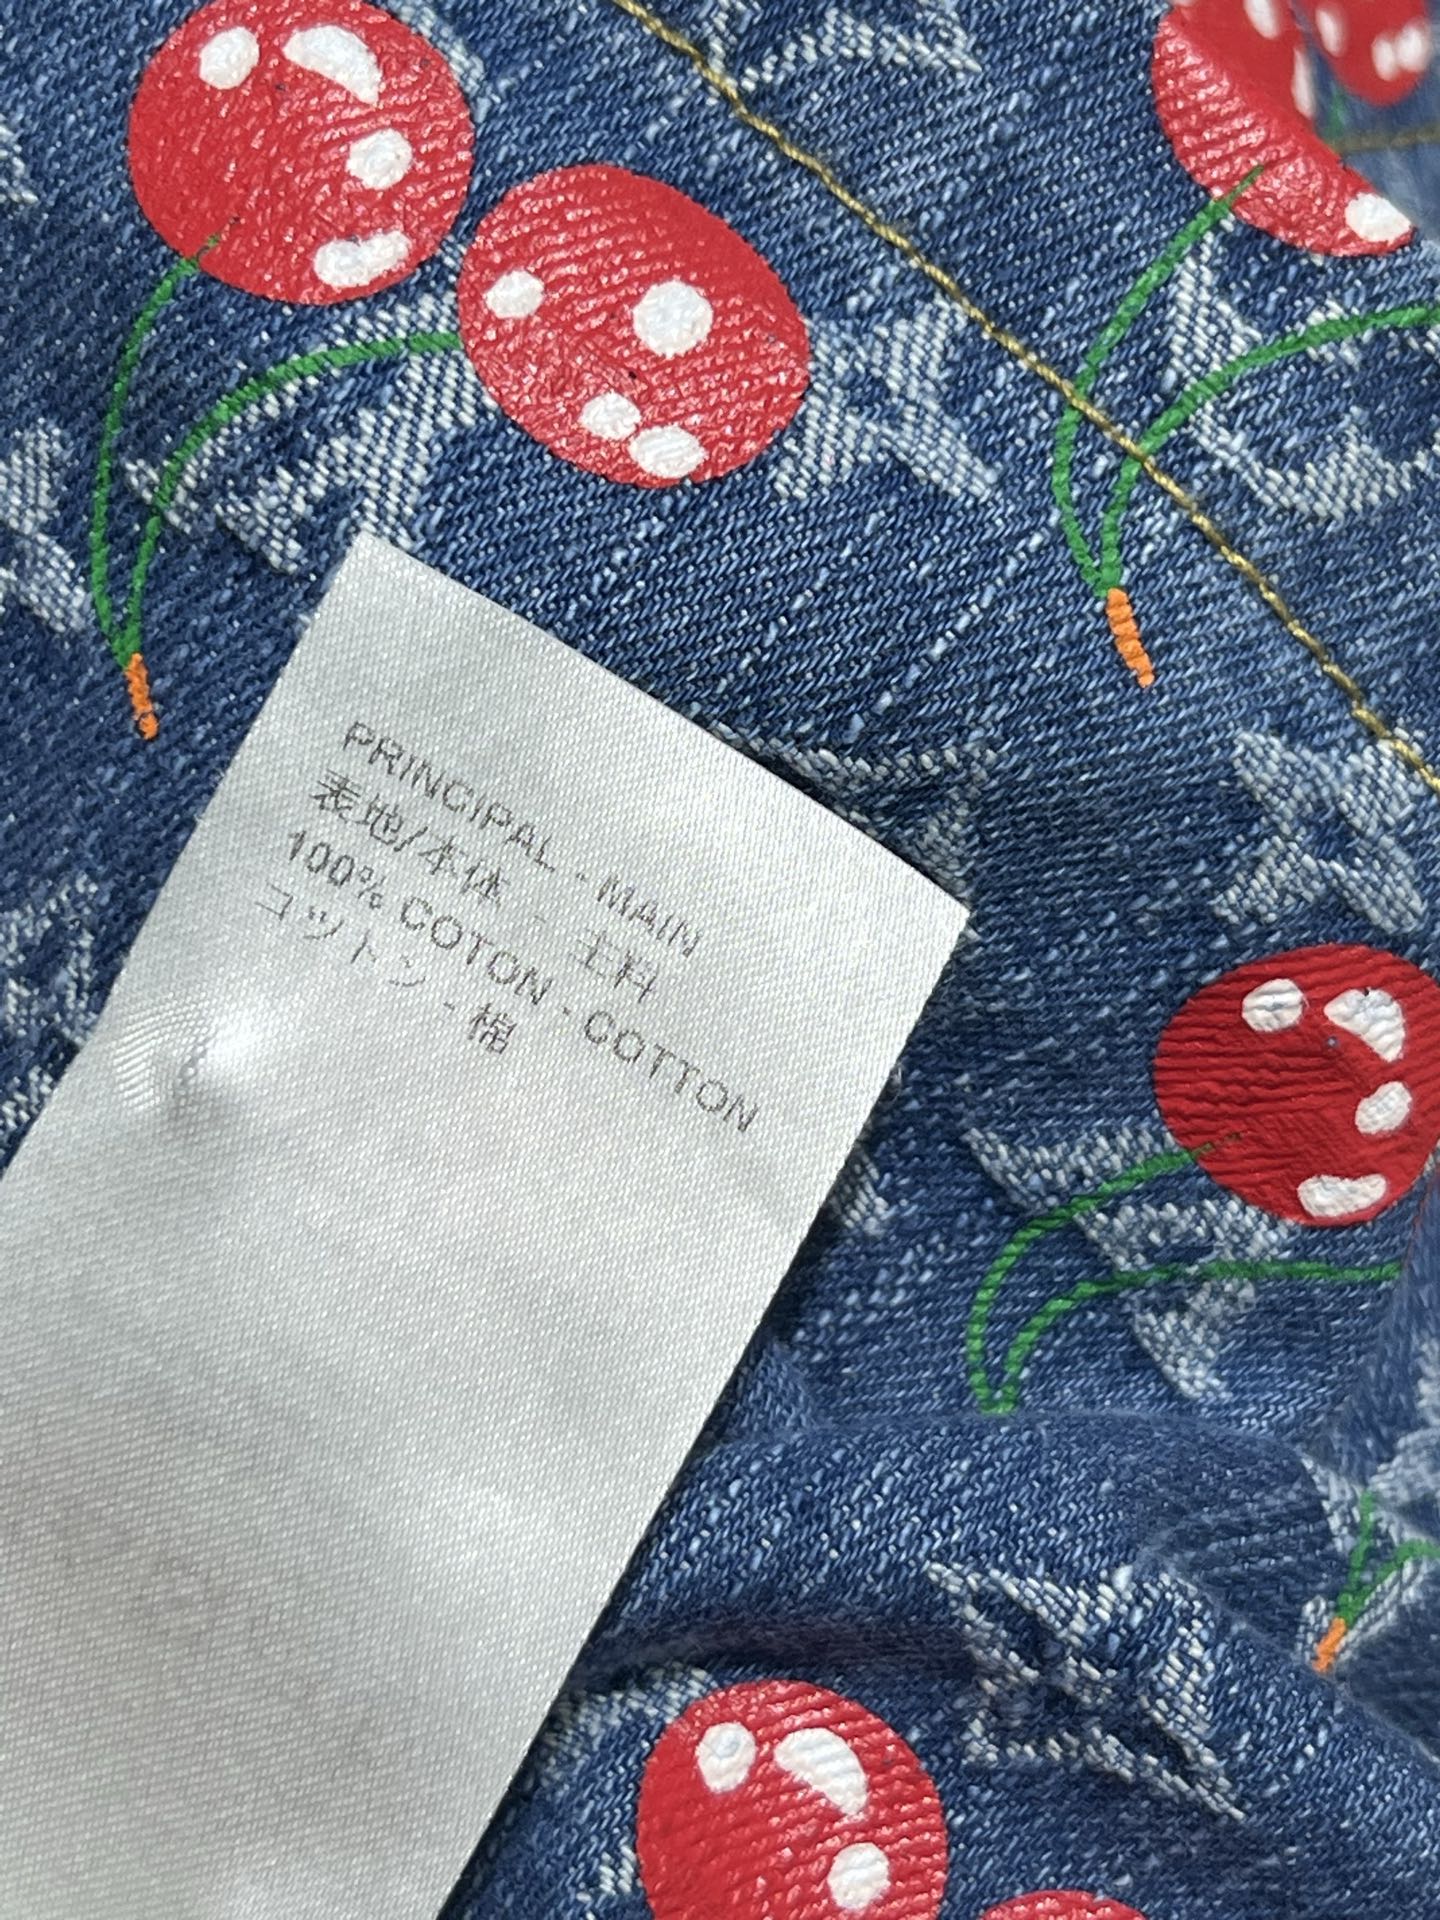 PRINCIPAL - MAIN
表地/本体 - 主料
100% COTON - COTTON
コットン - 棉